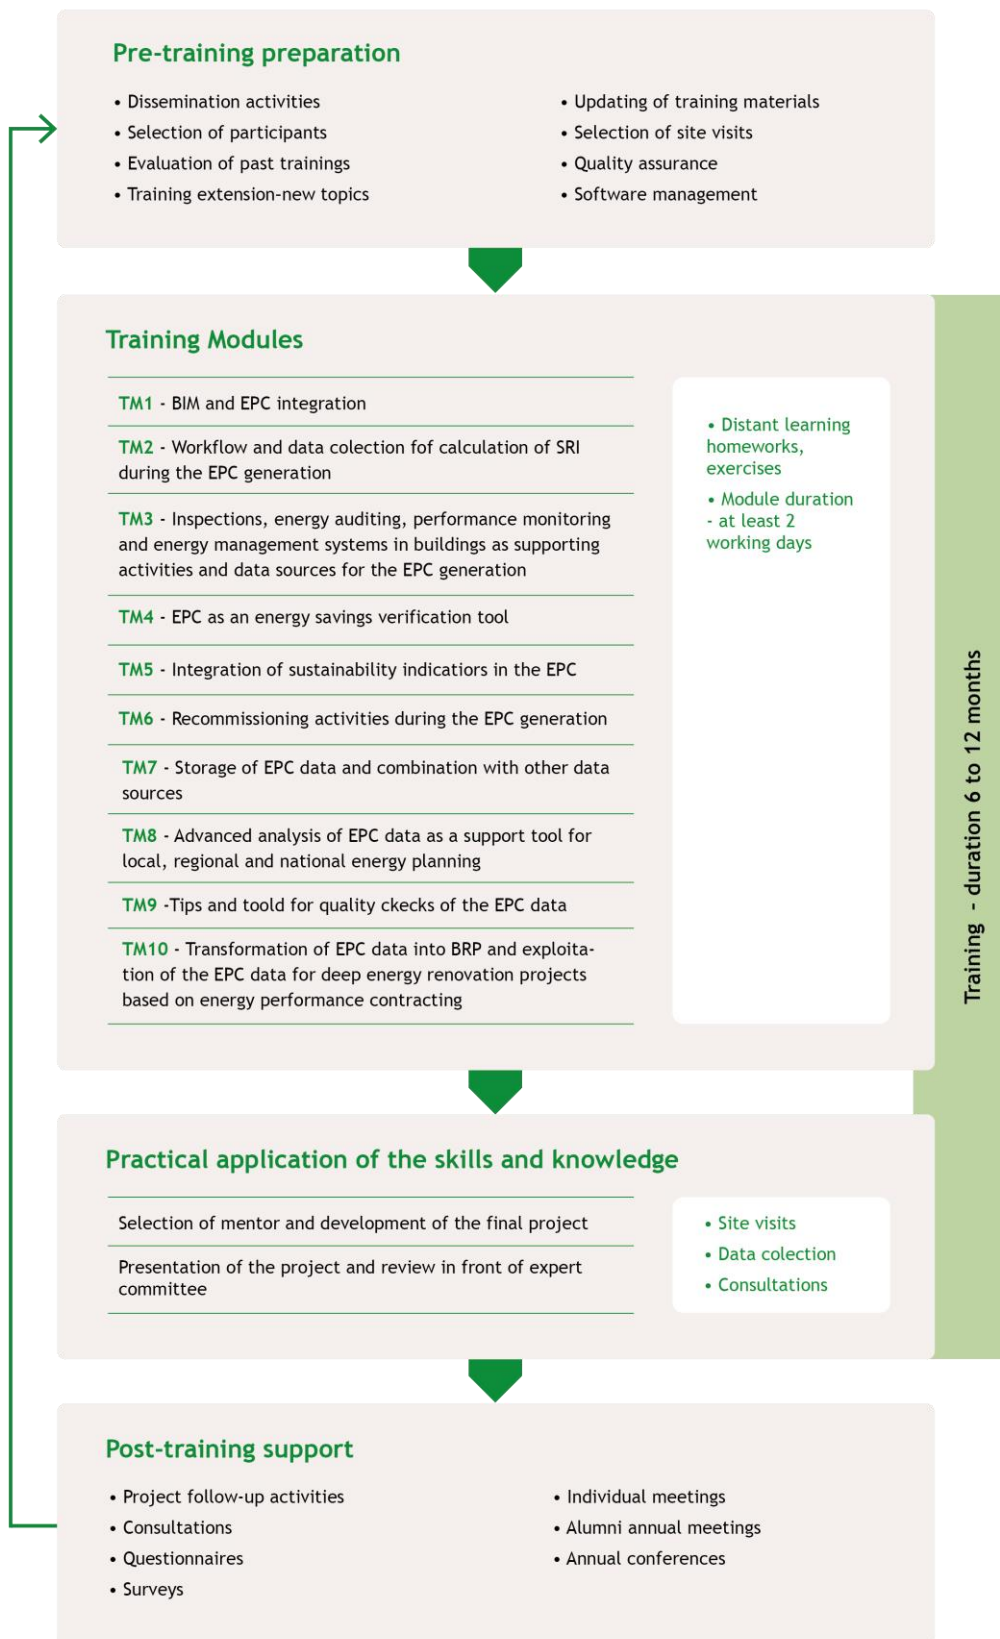 Pre-training preparation
• Dissemination activities
• Selection of participants
• Evaluation of past trainings
• Training extension-new topics
• Updating of training materials
• Selection of site visits
• Quality assurance
• Software management
Training Modules
TM1 - BIM and EPC integration
TM2 - Workflow and data colection fof calculation of SRI
during the EPC generation
TM3 - Inspections, energy auditing, performance monitoring
and energy management systems in buildings as supporting
activities and data sources for the EPC generation
TM4 - EPC as an energy savings verification tool
TM5 - Integration of sustainability indicatiors in the EPC
TM6 - Recommissioning activities during the EPC generation
TM7 - Storage of EPC data and combination with other data
sources
TM8 - Advanced analysis of EPC data as a support tool for
local, regional and national energy planning
TM9 -Tips and toold for quality ckecks of the EPC data
TM10 - Transformation of EPC data into BRP and exploita-
tion of the EPC data for deep energy renovation projects
based on energy performance contracting
• Distant learning
homeworks,
exercises
• Module duration
- at least 2
working days
Training - duration 6 to 12 months
Practical application of the skills and knowledge
Selection of mentor and development of the final project
Presentation of the project and review in front of expert
committee
• Site visits
• Data colection
• Consultations
Post-training support
• Project follow-up activities
• Consultations
• Questionnaires
• Surveys
• Individual meetings
• Alumni annual meetings
• Annual conferences